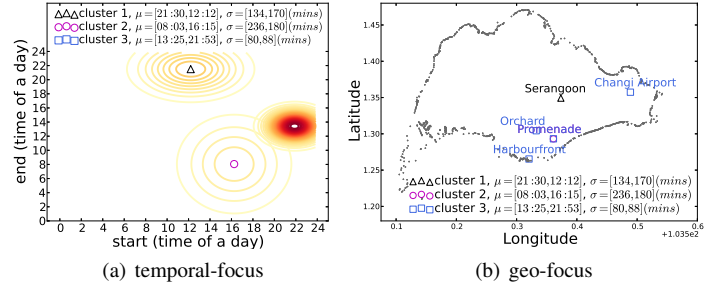 cluster 1, μ=[21:30,12:12], σ=[134,170](mins)
cluster 2, μ=[08:03,16:15], σ=[236,180](mins)
cluster 3, μ=[13:25,21:53], σ=[80,88](mins)
end (time of a day)
24
22
20
18
16
14
12
10
8
6
4
2
0
0 2 4 6 8 10 12 14 16 18 20 22 24
start (time of a day)
(a) temporal-focus
Latitude
1.45
1.40
1.35
1.30
1.25
1.20
Serangoon
Changi Airport
Orchard
Promenade
Harbourfront
cluster 1, μ=[21:30,12:12], σ=[134,170](mins)
cluster 2, μ=[08:03,16:15], σ=[236,180](mins)
cluster 3, μ=[13:25,21:53], σ=[80,88](mins)
0.1 0.2 0.3 0.4 0.5 0.6
+1.035e2
Longitude
(b) geo-focus